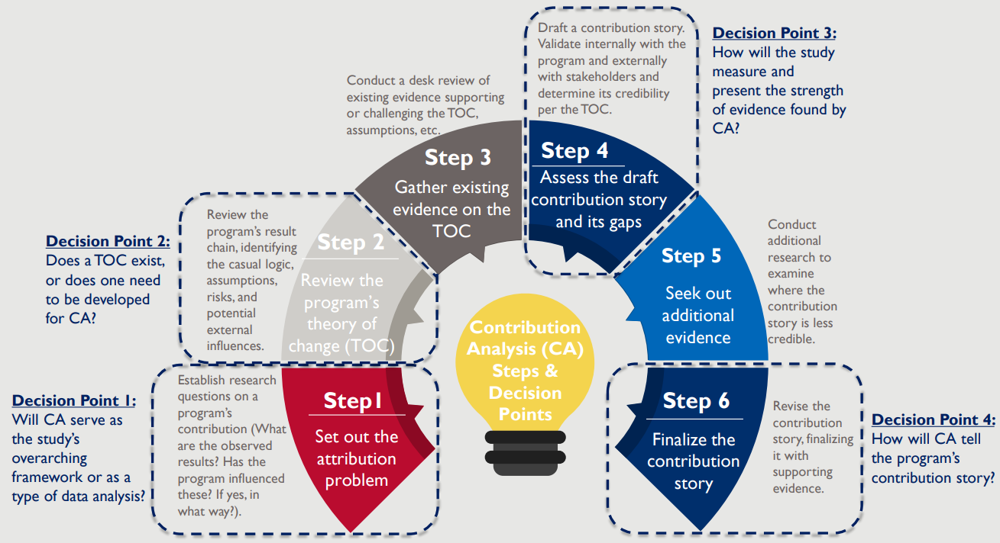 Decision Point 1:
Will CA serve as
the study's
overarching
framework or as a
type of data analysis?
Establish research
questions on a
program's
contribution (What
are the observed
results? Has the
program influenced
these? If yes, in
what way?).
Step1
Set out the
attribution
problem
Decision Point 2:
Does a TOC exist,
or does one need
to be developed
for CA?
Review the
program's result
chain, identifying
the casual logic,
assumptions,
risks, and
potential
external
influences.
Step 2
Review the
program's
theory of
change (TOC)
Conduct a desk review of
existing evidence supporting
or challenging the TOC,
assumptions, etc.
Step 3
Gather existing
evidence on the
TOC
Draft a contribution story.
Validate internally with the
program and externally
with stakeholders and
determine its credibility
per the TOC.
Step 4
Assess the draft
contribution story
and its gaps
Decision Point 3:
How will the study
measure and
present the strength
of evidence found by
CA?
Step 5
Seek out
additional
evidence
Conduct
additional
research to
examine
where the
contribution
story is less
credible.
Step 6
Finalize the
contribution
story
Revise the
contribution
story, finalizing
it with
supporting
evidence.
Decision Point 4:
How will CA tell
the program's
contribution story?
Contribution
Analysis (CA)
Steps &
Decision
Points